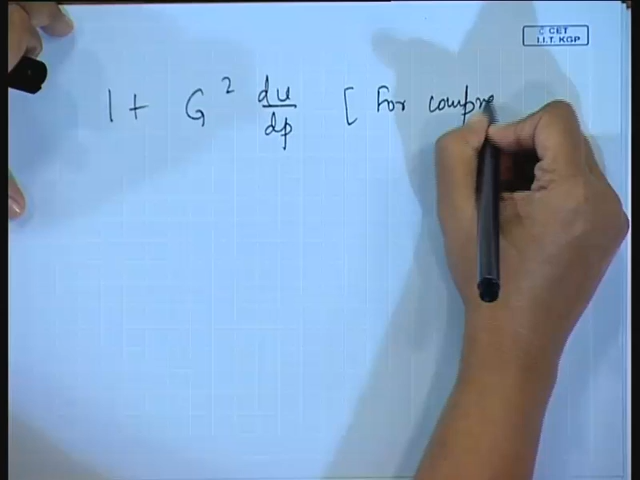 C CET
I.I.T. KGP
1 + G² du/dp [ For compre